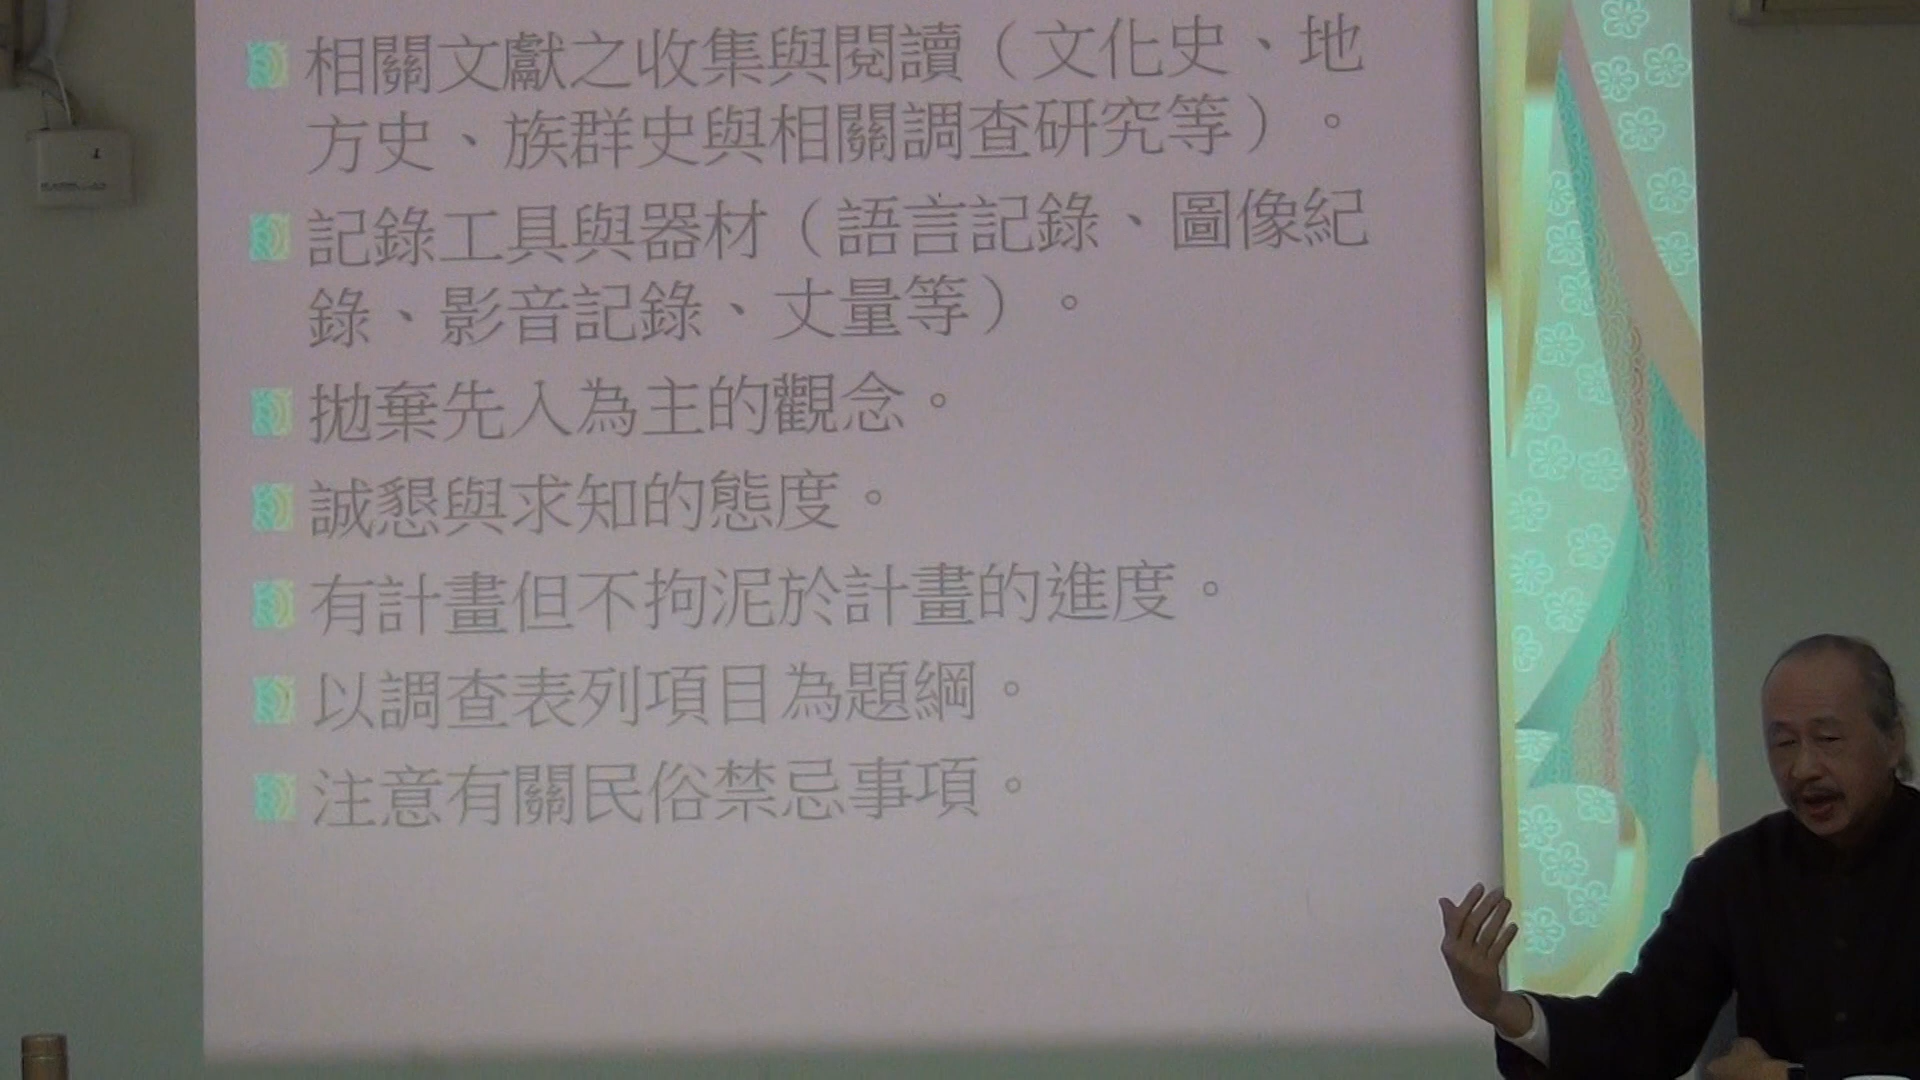 相關文獻之收集與閱讀（文化史、地
方史、族群史與相關調查研究等）。
記錄工具與器材（語言記錄、圖像紀
錄、影音記錄、丈量等）。
拋棄先入為主的觀念。
誠懇與求知的態度。
有計畫但不拘泥於計畫的進度。
以調查表列項目為題綱。
注意有關民俗禁忌事項。